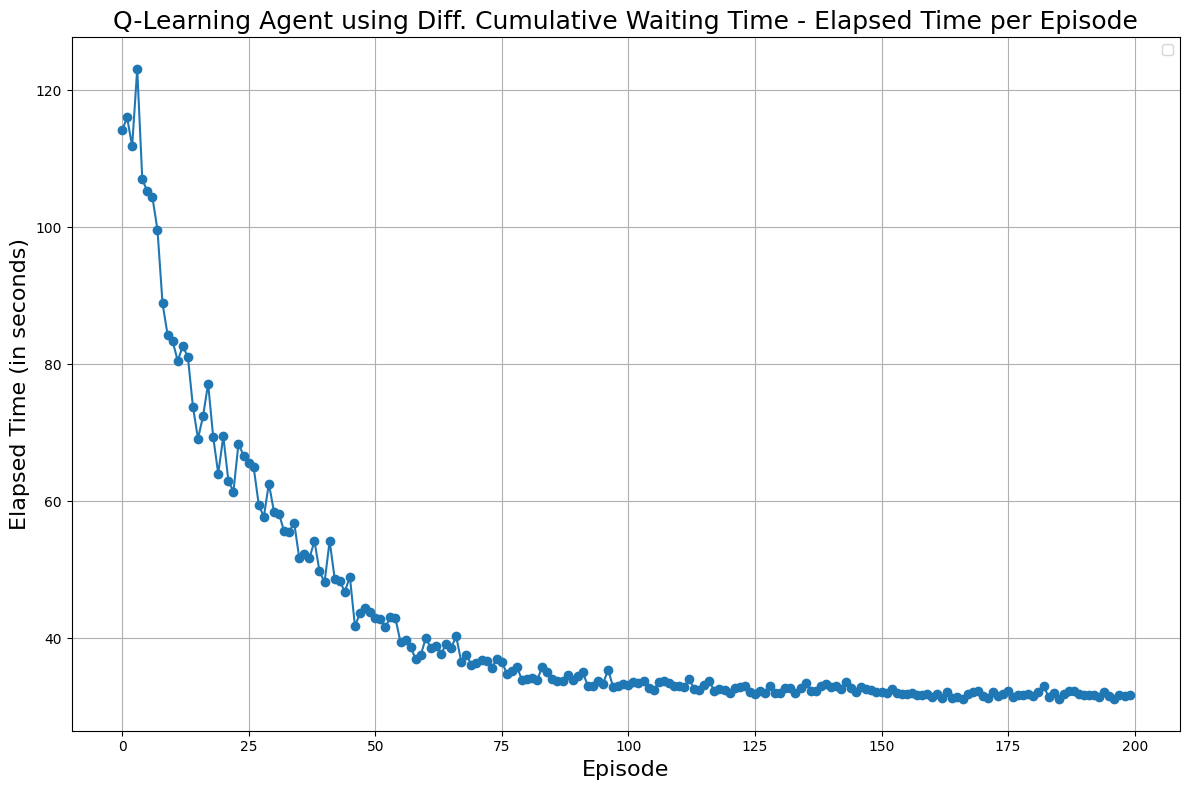 Q-Learning Agent using Diff. Cumulative Waiting Time - Elapsed Time per Episode
Elapsed Time (in seconds)
120
100
80
60
40
0 25 50 75 100 125 150 175 200
Episode